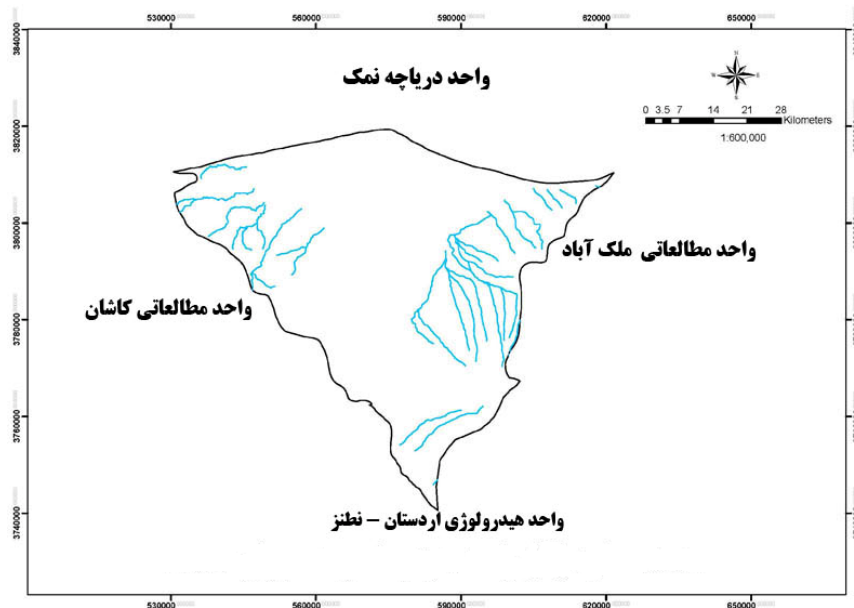 530000 560000 590000 620000 650000
3840000
واحد دریاچه نمک
N
W E
S
0 3.5 7 14 21 28
Kilometers
1:600,000
3820000
3800000
واحد مطالعاتی ملک آباد
واحد مطالعاتی کاشان
3780000
3760000
3740000
واحد هیدرولوژی اردستان – نطنز
530000 560000 590000 620000 650000